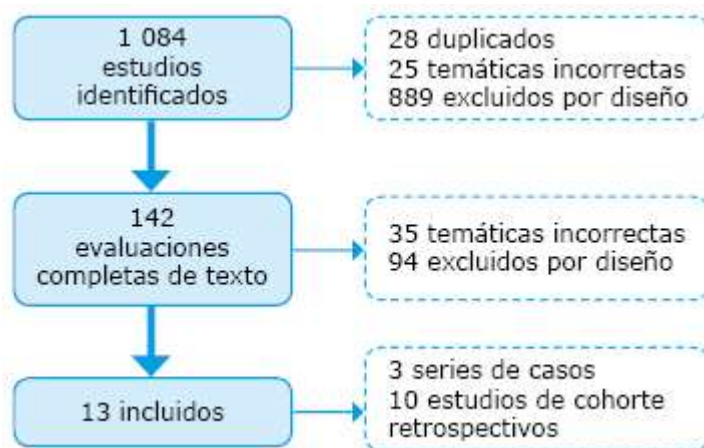 1 084
estudios
identificados
28 duplicados
25 temáticas incorrectas
889 excluidos por diseño
142
evaluaciones
completas de texto
35 temáticas incorrectas
94 excluidos por diseño
13 incluidos
3 series de casos
10 estudios de cohorte
retrospectivos